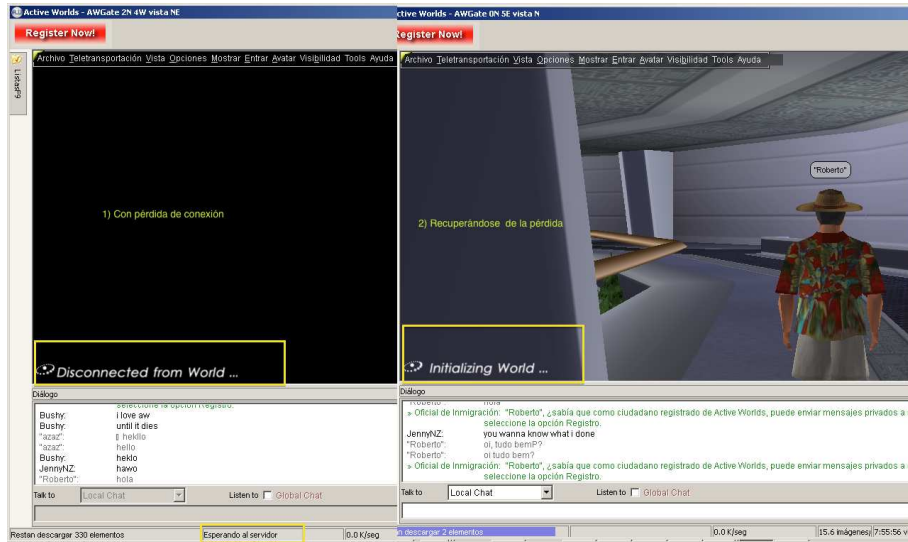 Active Worlds - AWGate 2N 4W vista NE
Register Now!
Archivo Teletransportación Vista Opciones Mostrar Entrar Avatar Visibilidad Tools Ayuda
ListasF9
1) Con pérdida de conexión
Disconnected from World ...
Diálogo
seleccione la opción Registro.
Bushy: i love aw
Bushy: until it dies
"azaz": heklio
"azaz": hello
Bushy: heklo
JennyNZ: hawo
"Roberto": hola
Talk to Local Chat Listen to Global Chat
Restan descargar 330 elementos Esperando al servidor 0.0 K/seg
ctive Worlds - AWGate 0N 5E vista N
Register Now!
Archivo Teletransportación Vista Opciones Mostrar Entrar Avatar Visibilidad Tools Ayuda
"Roberto"
2) Recuperándose de la pérdida
Initializing World ...
Diálogo
"Roberto": hola
» Oficial de Inmigración: "Roberto", ¿sabía que como ciudadano registrado de Active Worlds, puede enviar mensajes privados a
seleccione la opción Registro.
JennyNZ: you wanna know what i done
"Roberto": oi, tudo bemP?
"Roberto": oi tudo bem?
» Oficial de Inmigración: "Roberto", ¿sabía que como ciudadano registrado de Active Worlds, puede enviar mensajes privados a
seleccione la opción Registro.
Talk to Local Chat Listen to Global Chat
an descargar 2 elementos 0.0 K/seg 15.6 imágenes/ 7:55:56 v